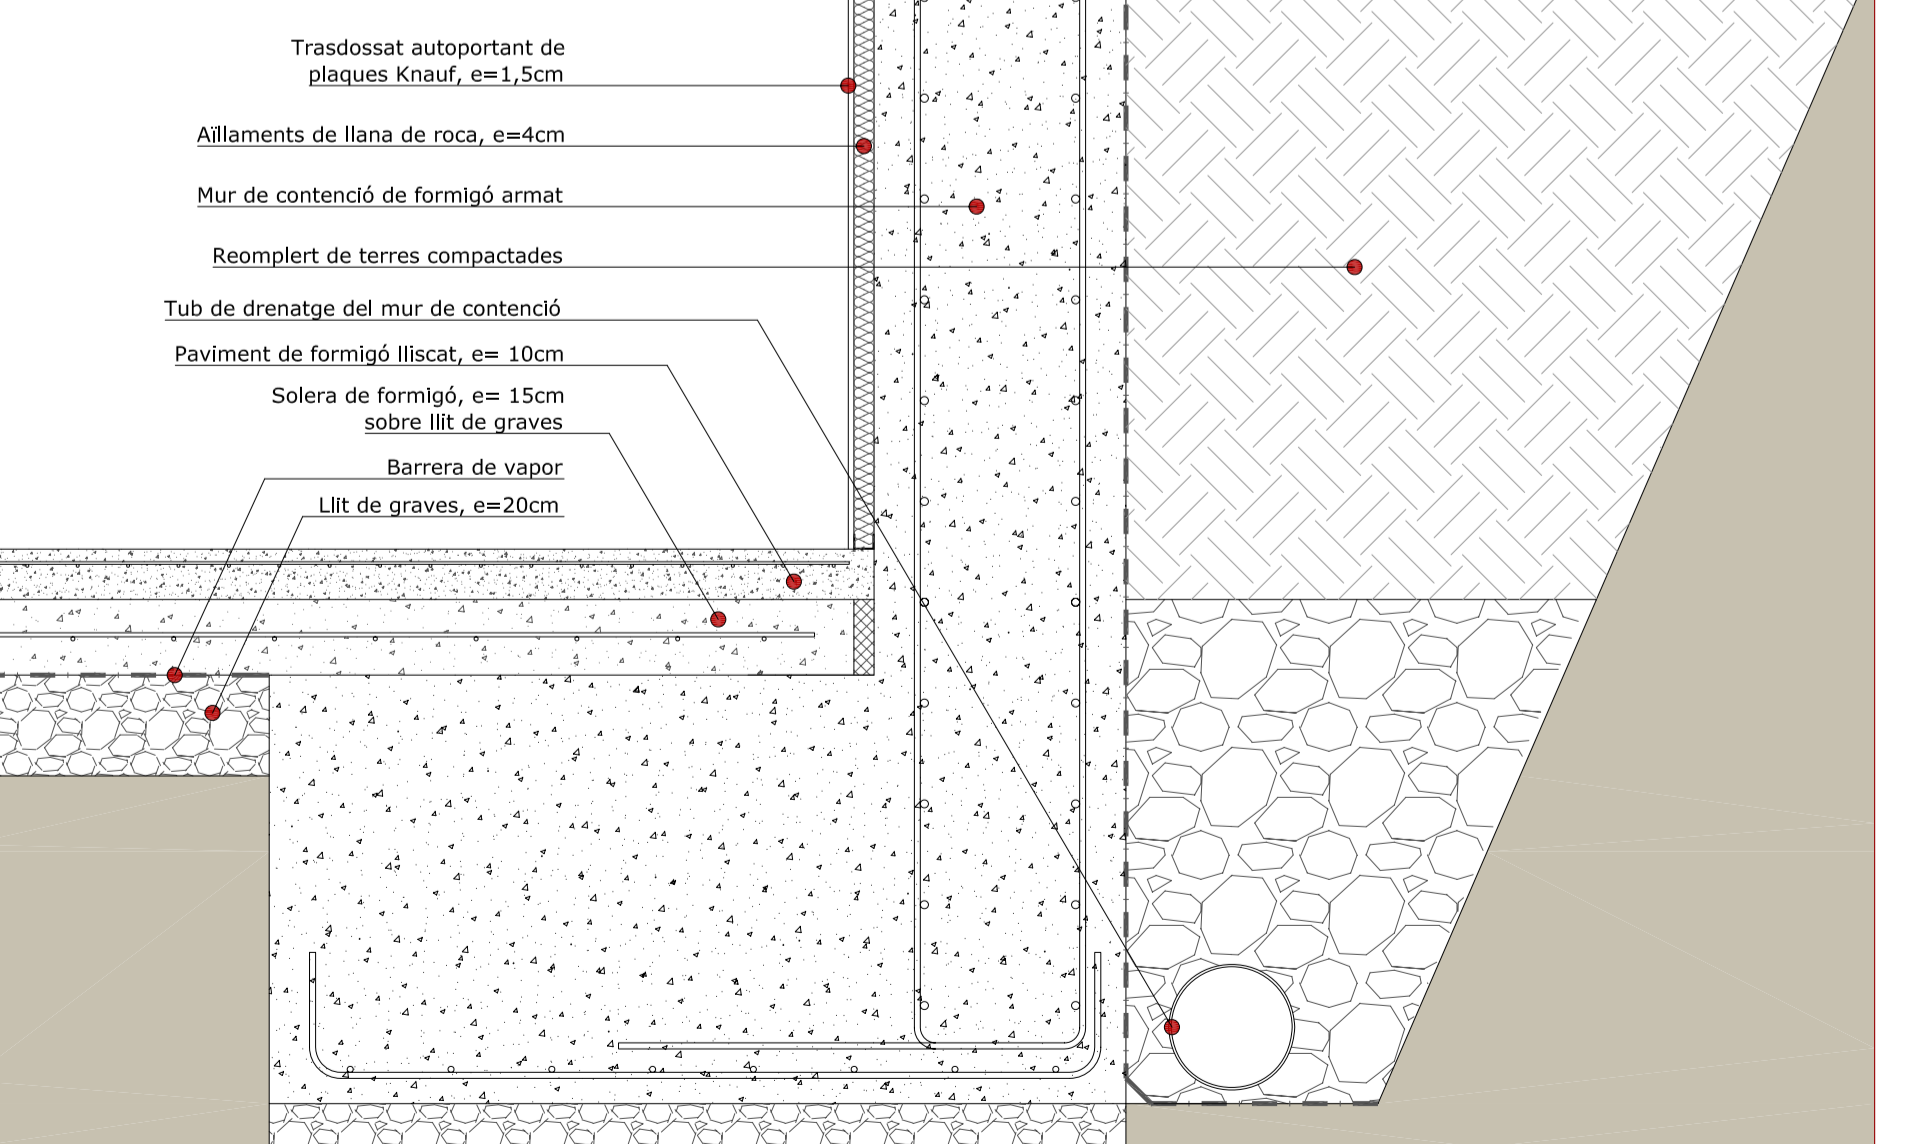 Trasdossat autoportant de
plaques Knauf, e=1,5cm
Aïllaments de llana de roca, e=4cm
Mur de contenció de formigó armat
Reomplert de terres compactades
Tub de drenatge del mur de contenció
Paviment de formigó lliscat, e= 10cm
Solera de formigó, e= 15cm
sobre llit de graves
Barrera de vapor
Llit de graves, e=20cm